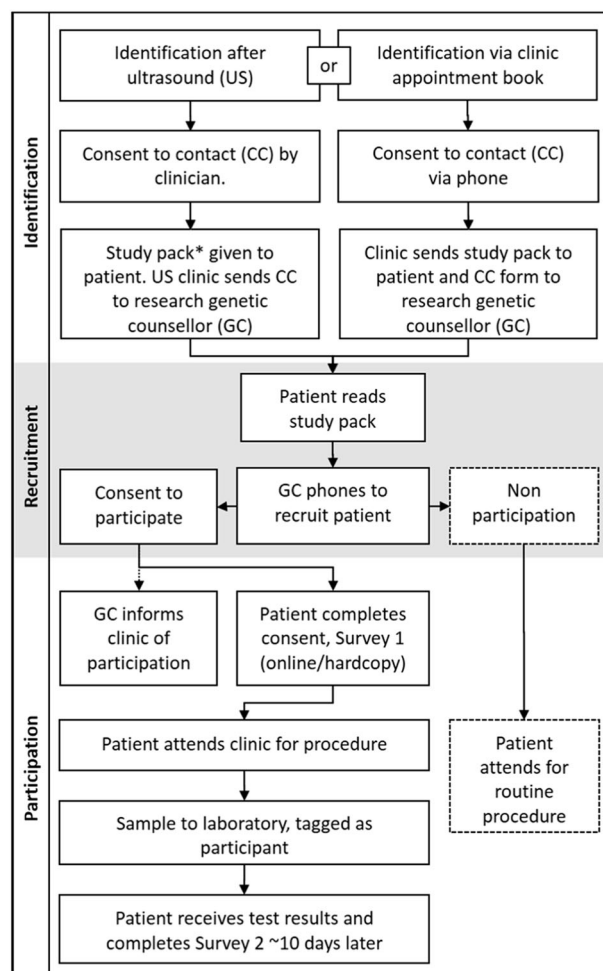 Identification
Identification after
ultrasound (US)
or
Identification via clinic
appointment book
Consent to contact (CC) by
clinician.
Consent to contact (CC)
via phone
Study pack* given to
patient. US clinic sends CC
to research genetic
counsellor (GC)
Clinic sends study pack to
patient and CC form to
research genetic
counsellor (GC)
Recruitment
Patient reads
study pack
Consent to
participate
GC phones to
recruit patient
Non
participation
Participation
GC informs
clinic of
participation
Patient completes
consent, Survey 1
(online/hardcopy)
Patient attends clinic for procedure
Patient
attends for
routine
procedure
Sample to laboratory, tagged as
participant
Patient receives test results and
completes Survey 2 ~10 days later